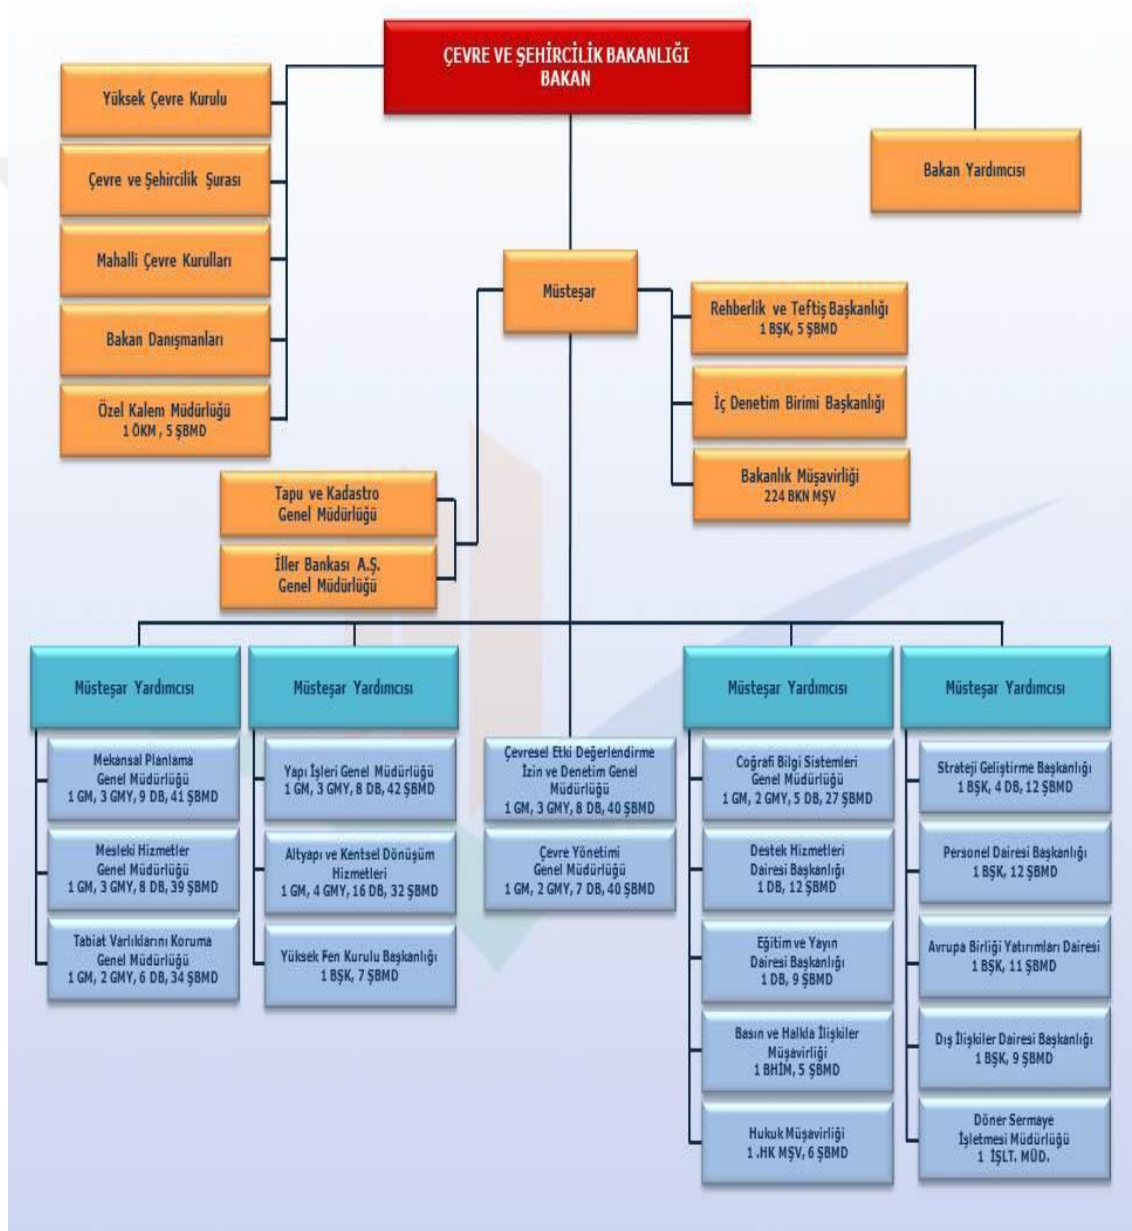 ÇEVRE VE ŞEHİRCİLİK BAKANLIĞI
BAKAN
Yüksek Çevre Kurulu
Çevre ve Şehircilik Şurası
Mahalli Çevre Kurulları
Bakan Danışmanları
Özel Kalem Müdürlüğü
1 ÖKM , 5 ŞBMD
Bakan Yardımcısı
Müsteşar
Rehberlik ve Teftiş Başkanlığı
1 BŞK, 5 ŞBMD
İç Denetim Birimi Başkanlığı
Bakanlık Müşavirliği
224 BKN MŞV
Tapu ve Kadastro
Genel Müdürlüğü
İller Bankası A.Ş.
Genel Müdürlüğü
Müsteşar Yardımcısı
Mekansal Planlama
Genel Müdürlüğü
1 GM, 3 GMY, 9 DB, 41 ŞBMD
Mesleki Hizmetler
Genel Müdürlüğü
1 GM, 3 GMY, 8 DB, 39 ŞBMD
Tabiat Varlıklarını Koruma
Genel Müdürlüğü
1 GM, 2 GMY, 6 DB, 34 ŞBMD
Müsteşar Yardımcısı
Yapı İşleri Genel Müdürlüğü
1 GM, 3 GMY, 8 DB, 42 ŞBMD
Altyapı ve Kentsel Dönüşüm
Hizmetleri
1 GM, 4 GMY, 16 DB, 32 ŞBMD
Yüksek Fen Kurulu Başkanlığı
1 BŞK, 7 ŞBMD
Çevresel Etki Değerlendirme
İzin ve Denetim Genel
Müdürlüğü
1 GM, 3 GMY, 8 DB, 40 ŞBMD
Çevre Yönetimi
Genel Müdürlüğü
1 GM, 2 GMY, 7 DB, 40 ŞBMD
Müsteşar Yardımcısı
Coğrafi Bilgi Sistemleri
Genel Müdürlüğü
1 GM, 2 GMY, 5 DB, 27 ŞBMD
Destek Hizmetleri
Dairesi Başkanlığı
1 DB, 12 ŞBMD
Eğitim ve Yayın
Dairesi Başkanlığı
1 DB, 9 ŞBMD
Basın ve Halkla İlişkiler
Müşavirliği
1 BHİM, 5 ŞBMD
Hukuk Müşavirliği
1 .HK MŞV, 6 ŞBMD
Müsteşar Yardımcısı
Strateji Geliştirme Başkanlığı
1 BŞK, 4 DB, 12 ŞBMD
Personel Dairesi Başkanlığı
1 BŞK, 12 ŞBMD
Avrupa Birliği Yatırımları Dairesi
1 BŞK, 11 ŞBMD
Dış İlişkiler Dairesi Başkanlığı
1 BŞK, 9 ŞBMD
Döner Sermaye
İşletmesi Müdürlüğü
1 İŞLT. MÜD.